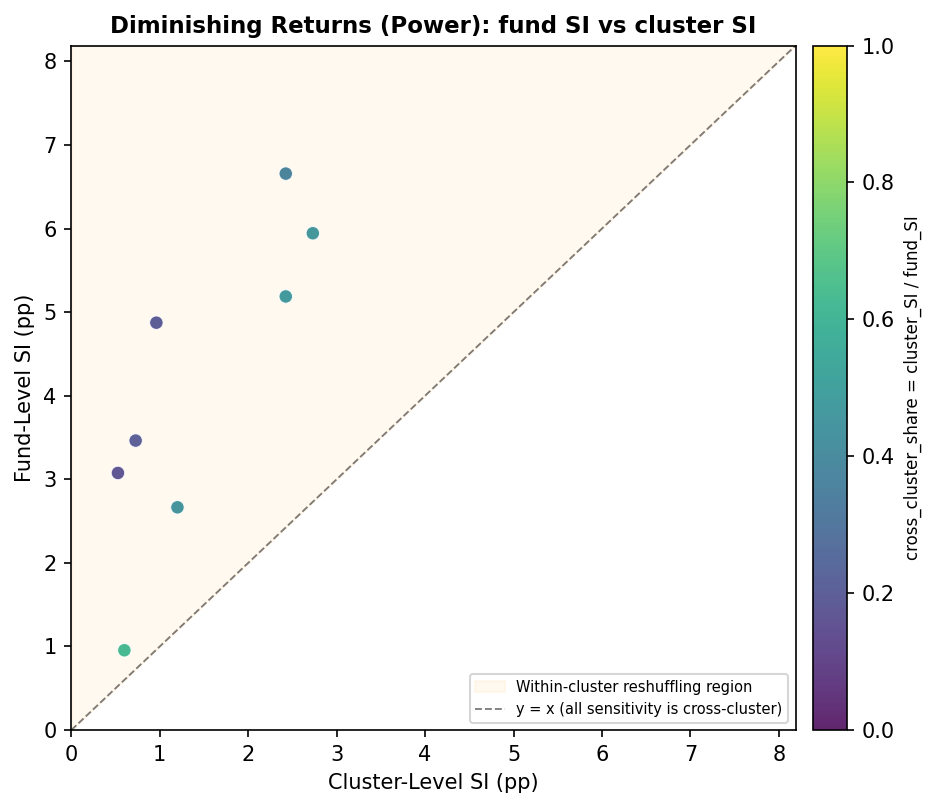 Diminishing Returns (Power): fund SI vs cluster SI
8
7
6
5
4
3
2
1
0
Fund-Level SI (pp)
0 1 2 3 4 5 6 7 8
Cluster-Level SI (pp)
Within-cluster reshuffling region
y = x (all sensitivity is cross-cluster)
1.0
0.8
0.6
0.4
0.2
0.0
cross_cluster_share = cluster_SI / fund_SI